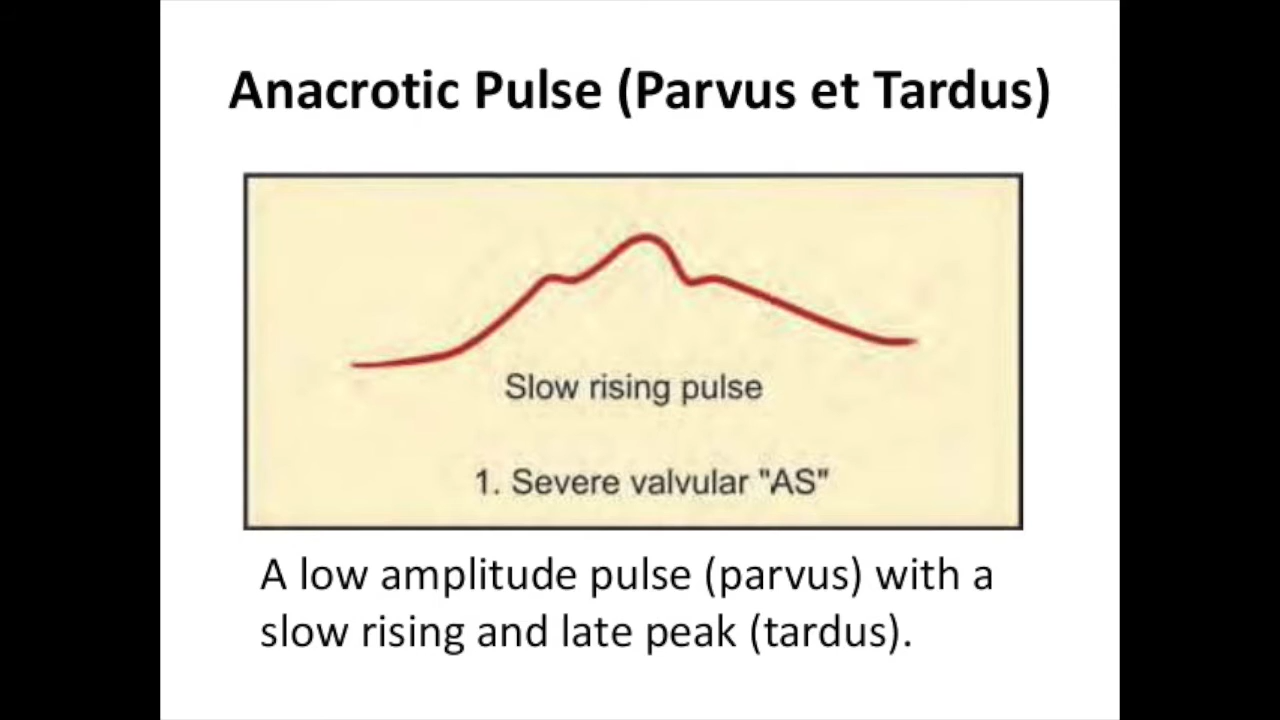 Anacrotic Pulse (Parvus et Tardus)
Slow rising pulse
1. Severe valvular "AS"
A low amplitude pulse (parvus) with a
slow rising and late peak (tardus).